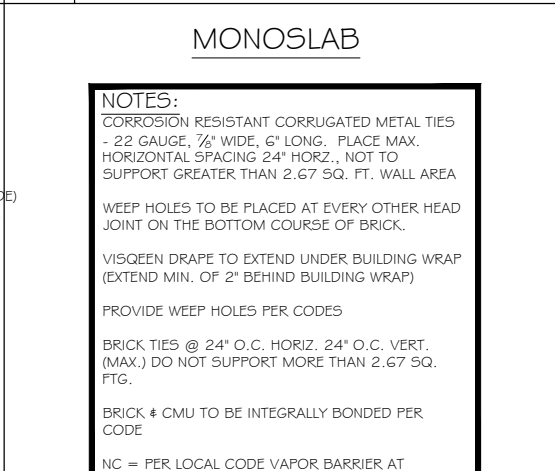 MONOSLAB
NOTES:
CORROSION RESISTANT CORRUGATED METAL TIES
- 22 GAUGE, 7/8" WIDE, 6" LONG. PLACE MAX.
HORIZONTAL SPACING 24" HORZ., NOT TO
SUPPORT GREATER THAN 2.67 SQ. FT. WALL AREA
WEEP HOLES TO BE PLACED AT EVERY OTHER HEAD
JOINT ON THE BOTTOM COURSE OF BRICK.
VISQEEN DRAPE TO EXTEND UNDER BUILDING WRAP
(EXTEND MIN. OF 2" BEHIND BUILDING WRAP)
PROVIDE WEEP HOLES PER CODES
BRICK TIES @ 24" O.C. HORIZ. 24" O.C. VERT.
(MAX.) DO NOT SUPPORT MORE THAN 2.67 SQ.
FTG.
BRICK & CMU TO BE INTEGRALLY BONDED PER
CODE
NC = PER LOCAL CODE VAPOR BARRIER AT